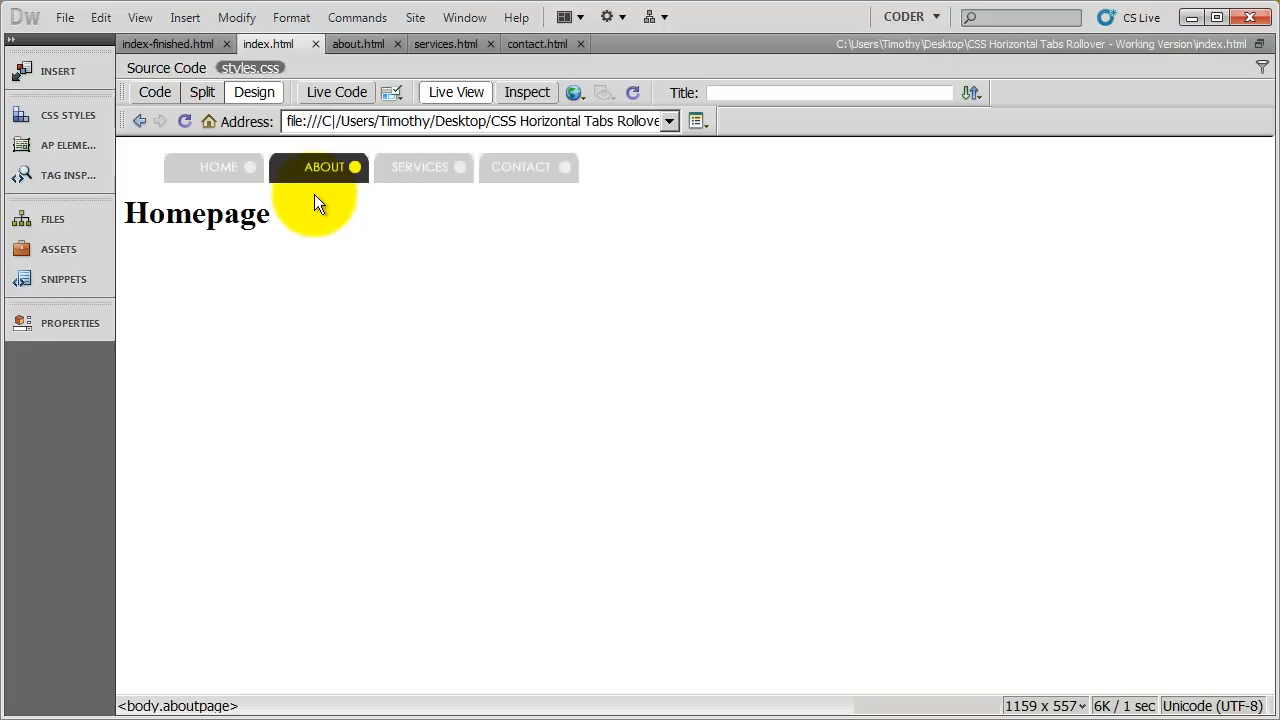 Dw File Edit View Insert Modify Format Commands Site Window Help CODER CS Live
index-finished.html index.html about.html services.html contact.html C:\Users\Timothy\Desktop\CSS Horizontal Tabs Rollover - Working Version\index.html
INSERT
CSS STYLES
AP ELEME...
TAG INSP...
FILES
ASSETS
SNIPPETS
PROPERTIES
Source Code styles.css
Code Split Design Live Code Live View Inspect Title:
Address: file:///C|/Users/Timothy/Desktop/CSS Horizontal Tabs Rollove
HOME ABOUT SERVICES CONTACT
Homepage
<body.aboutpage> 1159 x 557 6K / 1 sec Unicode (UTF-8)